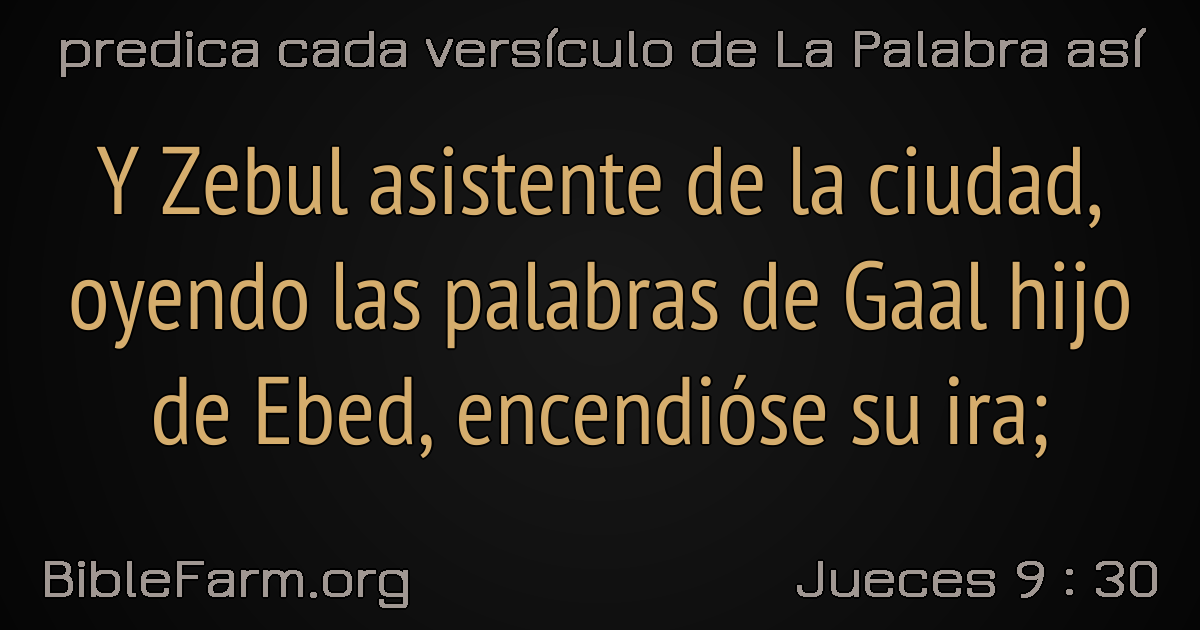 predica cada versículo de La Palabra así
Y Zebul asistente de la ciudad,
oyendo las palabras de Gaal hijo
de Ebed, encendióse su ira;
BibleFarm.org
Jueces 9 : 30